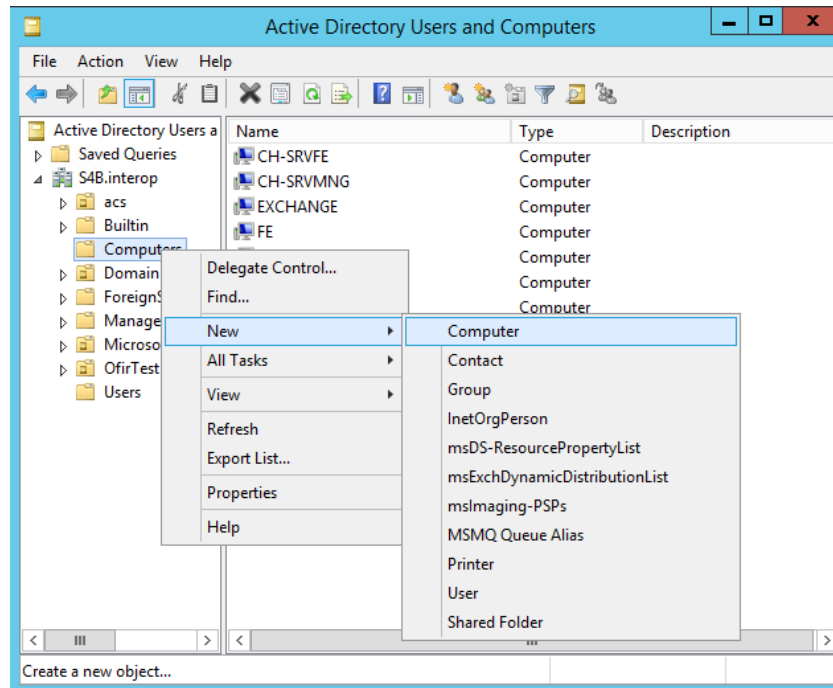 Active Directory Users and Computers
File Action View Help
Active Directory Users a
Saved Queries
S4B.interop
acs
Builtin
Computers
Domain
ForeignS
Manage
Microso
OfirTest
Users
Name Type Description
CH-SRVFE Computer
CH-SRVMNG Computer
EXCHANGE Computer
FE Computer
Computer
Computer
Computer
Delegate Control...
Find...
New
All Tasks
View
Refresh
Export List...
Properties
Help
Computer
Contact
Group
InetOrgPerson
msDS-ResourcePropertyList
msExchDynamicDistributionList
msImaging-PSPs
MSMQ Queue Alias
Printer
User
Shared Folder
Create a new object...